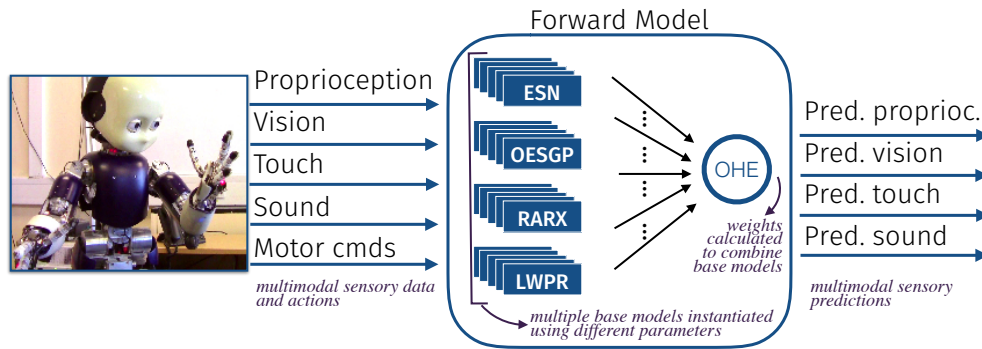 Forward Model
Proprioception
Vision
Touch
Sound
Motor cmds
multimodal sensory data
and actions
ESN
OESGP
RARX
LWPR
OHE
weights
calculated
to combine
base models
multiple base models instantiated
using different parameters
Pred. proprioc.
Pred. vision
Pred. touch
Pred. sound
multimodal sensory
predictions